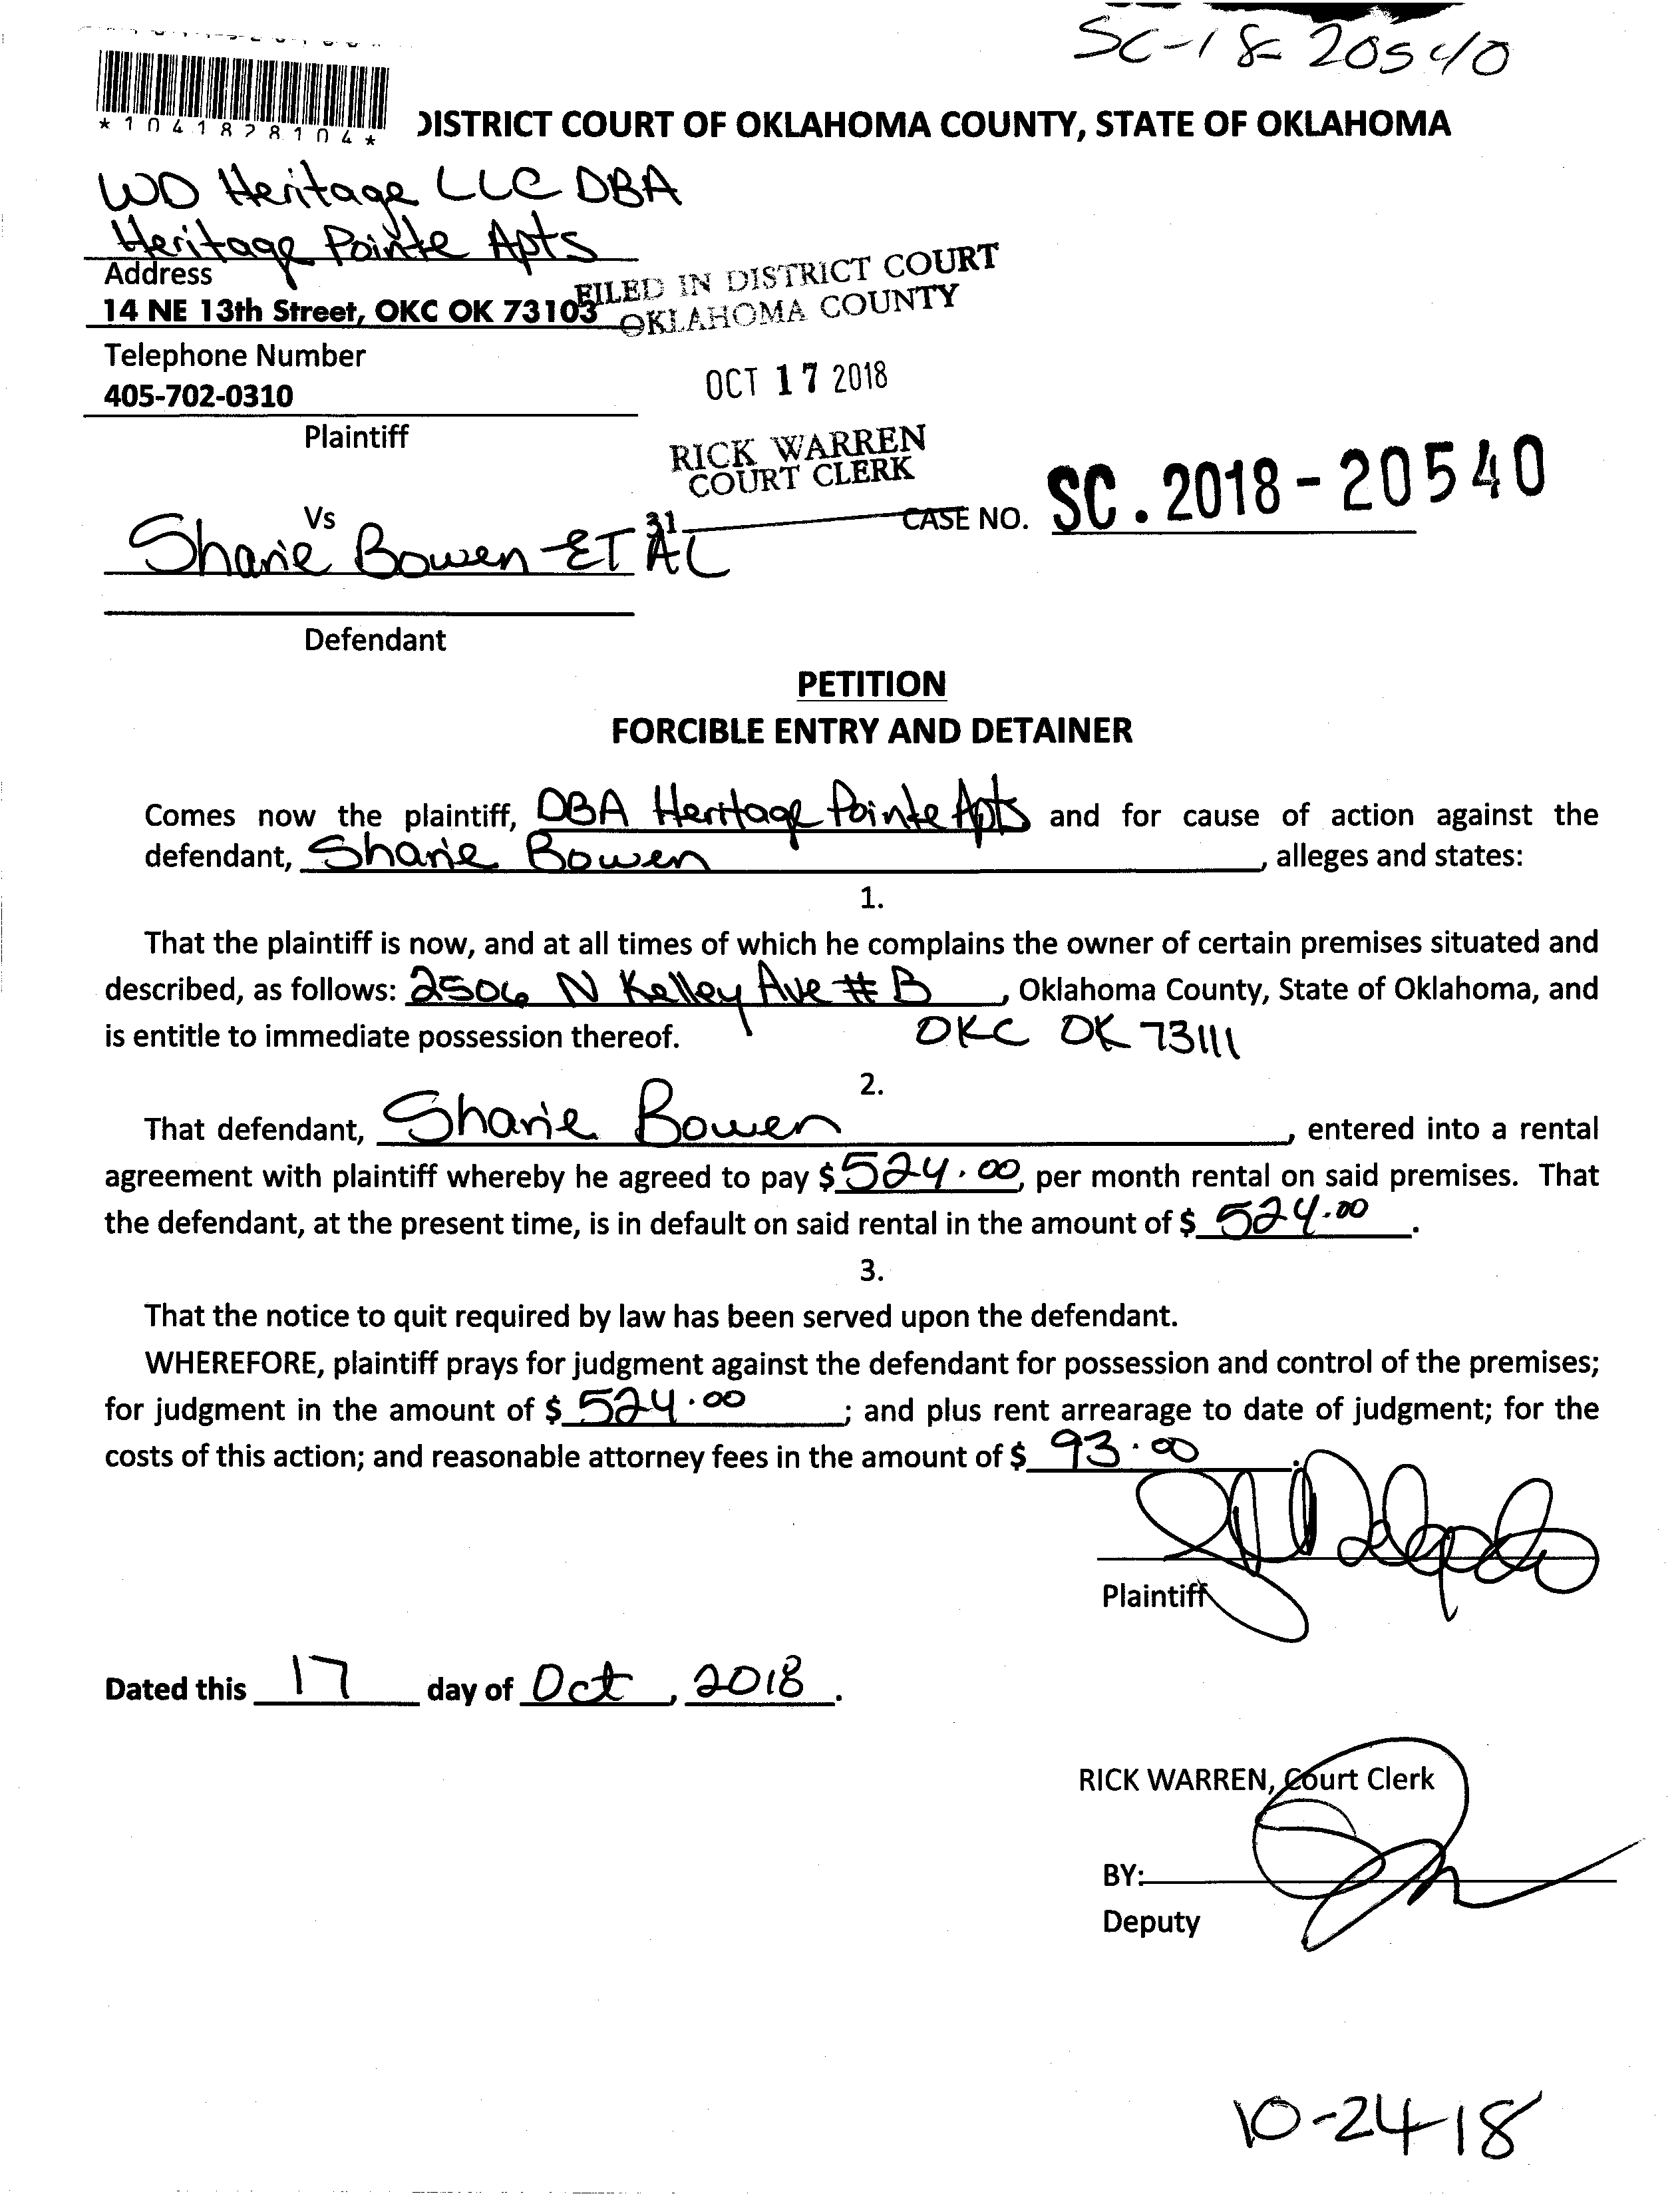 SC-18-20540
*1041828104*
DISTRICT COURT OF OKLAHOMA COUNTY, STATE OF OKLAHOMA
WD Heritage LLC DBA
Heritage Pointe Apts
Address
14 NE 13th Street, OKC OK 73103
FILED IN DISTRICT COURT
OKLAHOMA COUNTY
Telephone Number
405-702-0310
OCT 17 2018
Plaintiff
RICK WARREN
COURT CLERK
Vs
31
CASE NO. SC.2018-20540
Sharie Bowen ET AL
Defendant
PETITION
FORCIBLE ENTRY AND DETAINER
Comes now the plaintiff, DBA Heritage Pointe Apts and for cause of action against the
defendant, Sharie Bowen, alleges and states:
1.
That the plaintiff is now, and at all times of which he complains the owner of certain premises situated and
described, as follows: 2506 N Kelley Ave # B, Oklahoma County, State of Oklahoma, and
is entitle to immediate possession thereof. OKC OK 73111
2.
That defendant, Sharie Bowen, entered into a rental
agreement with plaintiff whereby he agreed to pay $524.00, per month rental on said premises. That
the defendant, at the present time, is in default on said rental in the amount of $ 524.00.
3.
That the notice to quit required by law has been served upon the defendant.
WHEREFORE, plaintiff prays for judgment against the defendant for possession and control of the premises;
for judgment in the amount of $ 524.00; and plus rent arrearage to date of judgment; for the
costs of this action; and reasonable attorney fees in the amount of $ 93.00.
Plaintiff
Dated this 17 day of Oct, 2018.
RICK WARREN, Court Clerk
BY:
Deputy
10-24-18